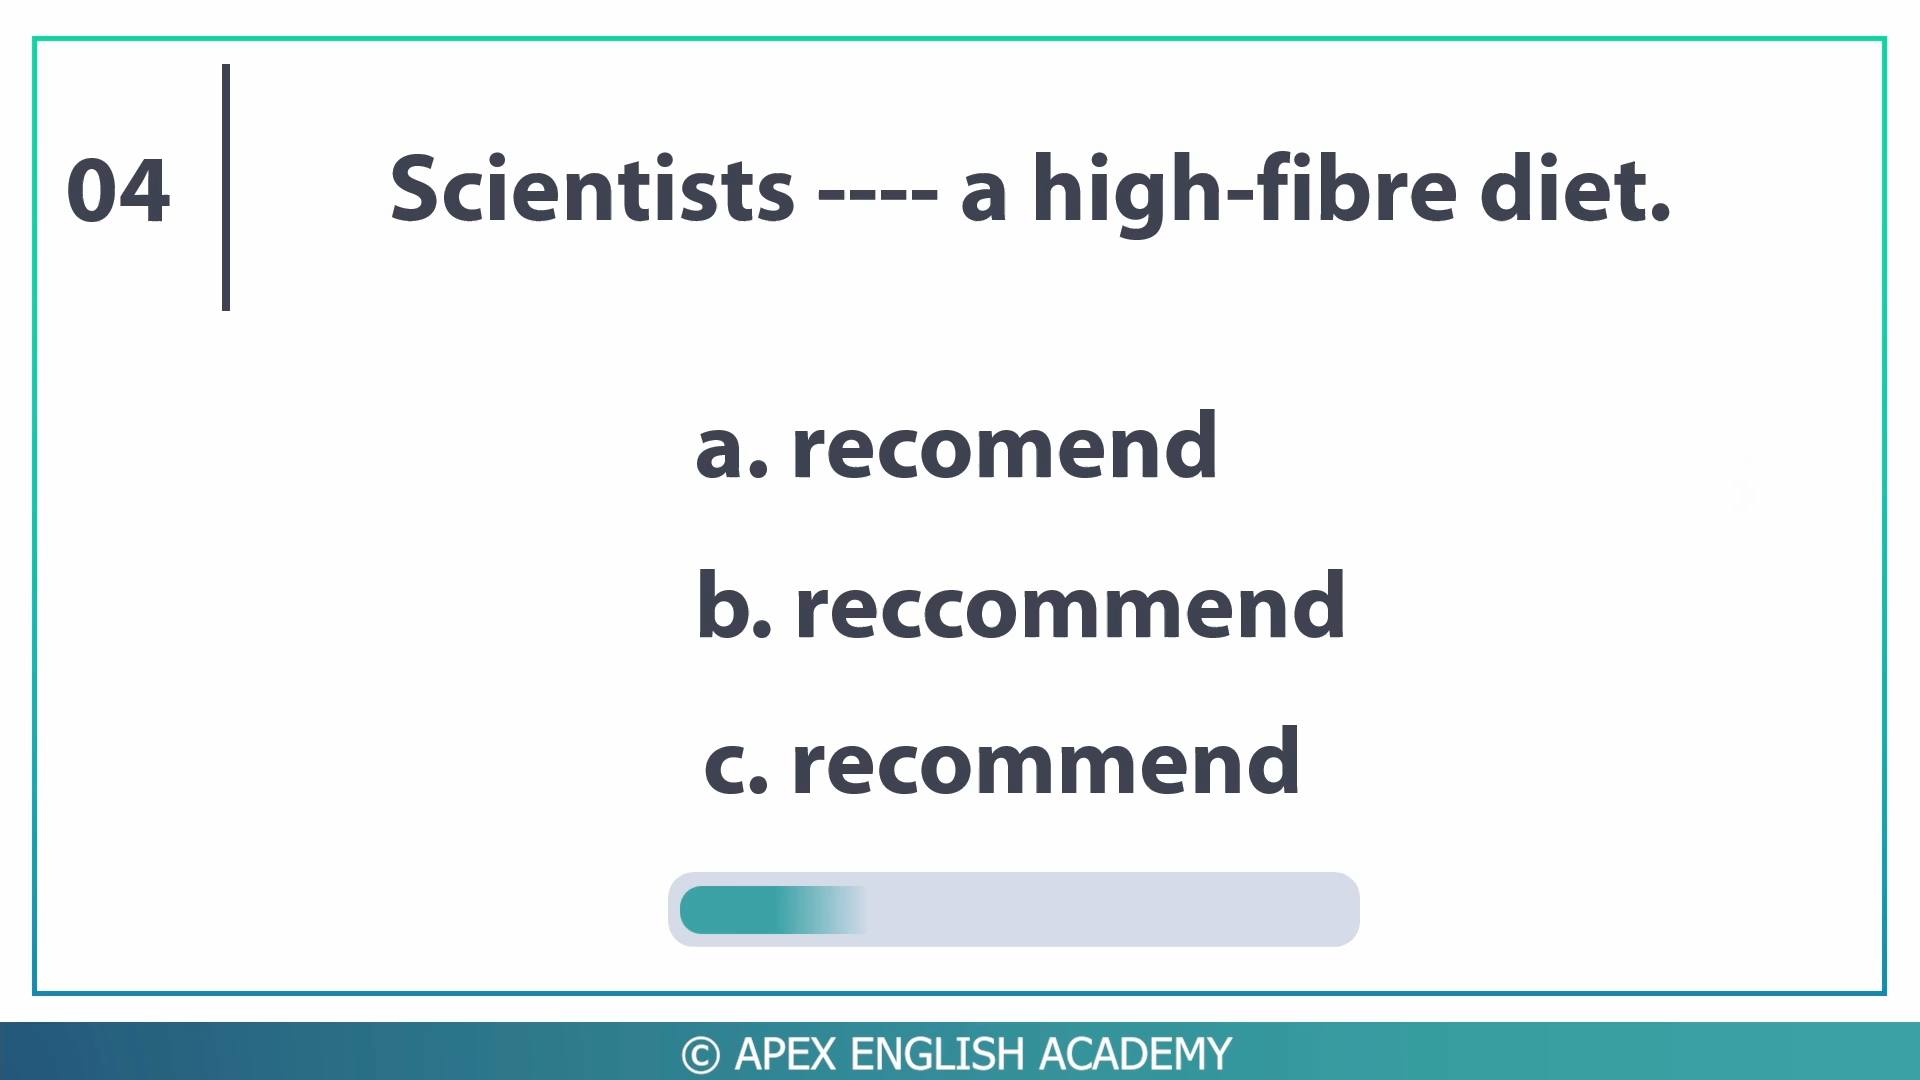 04
Scientists ---- a high-fibre diet.
a. recomend
b. reccommend
c. recommend
© APEX ENGLISH ACADEMY